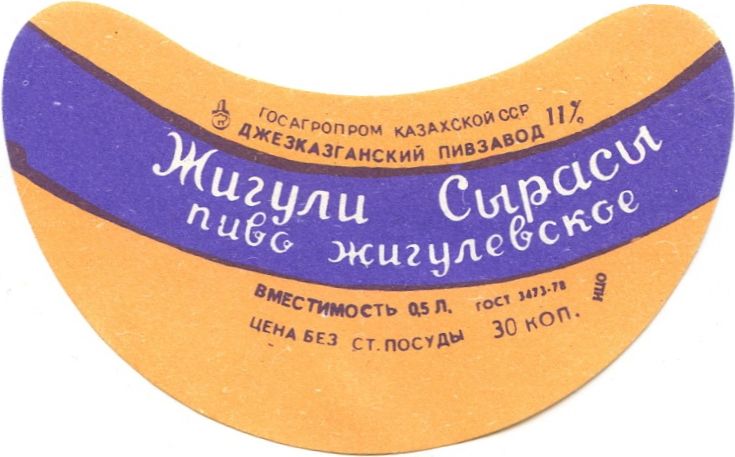 ГОСАГРОПРОМ КАЗАХСКОЙ ССР
ДЖЕЗКАЗГАНСКИЙ ПИВЗАВОД 11%
Жигули Сырасы
пиво жигулевское
ВМЕСТИМОСТЬ 0,5 Л. ГОСТ 3473-78
ЦЕНА БЕЗ СТ. ПОСУДЫ 30 КОП.